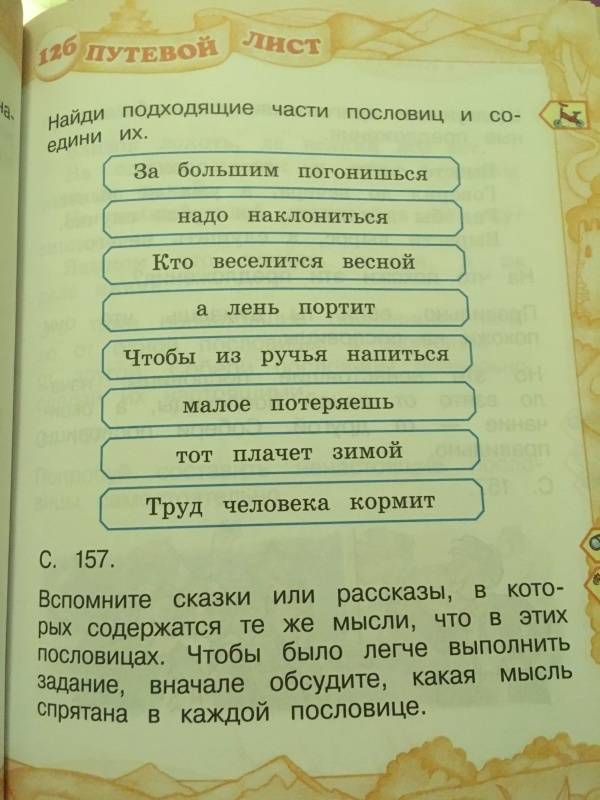 126 ПУТЕВОЙ ЛИСТ
Найди подходящие части пословиц и со-
едини их.
За большим погонишься
надо наклониться
Кто веселится весной
а лень портит
Чтобы из ручья напиться
малое потеряешь
тот плачет зимой
Труд человека кормит
С. 157.
Вспомните сказки или рассказы, в кото-
рых содержатся те же мысли, что в этих
пословицах. Чтобы было легче выполнить
задание, вначале обсудите, какая мысль
спрятана в каждой пословице.